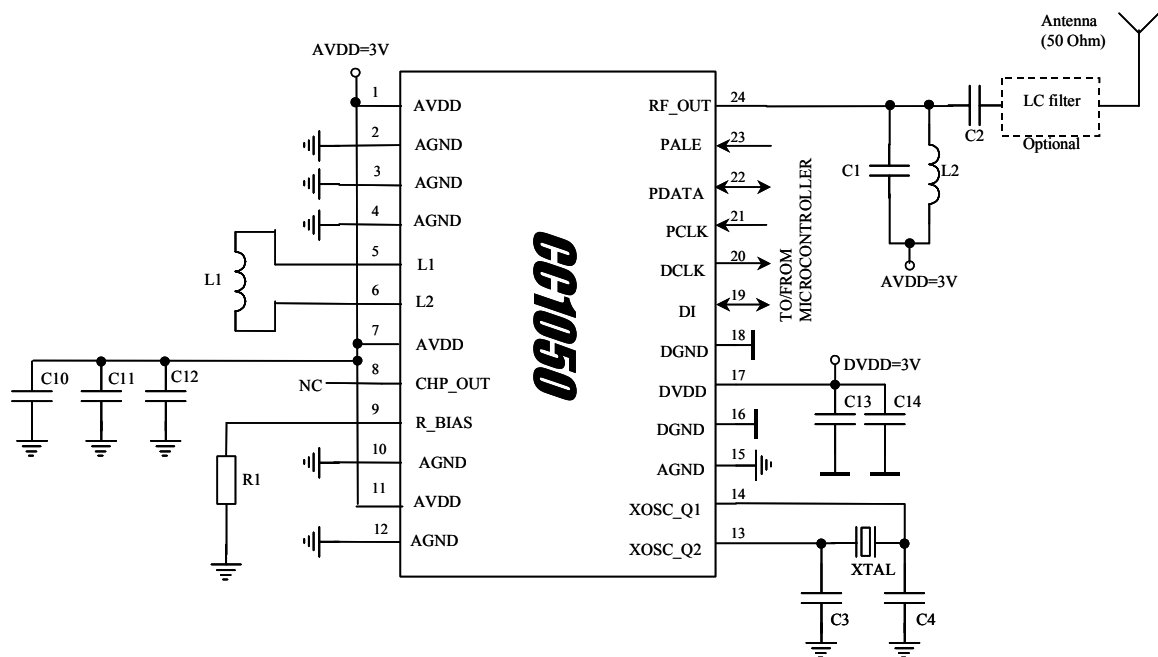 Antenna
(50 Ohm)
AVDD=3V
1 AVDD
2 AGND
3 AGND
4 AGND
L1
5 L1
6 L2
7 AVDD
C10 C11 C12
NC
8 CHP_OUT
9 R_BIAS
R1
10 AGND
11 AVDD
12 AGND
CC1050
RF_OUT 24
PALE 23
PDATA 22
PCLK 21
DCLK 20
DI 19
DGND 18
DVDD 17
DGND 16
AGND 15
XOSC_Q1 14
XOSC_Q2 13
TO/FROM
MICROCONTROLLER
C1 L2
AVDD=3V
C2
LC filter
Optional
DVDD=3V
C13 C14
XTAL
C3 C4